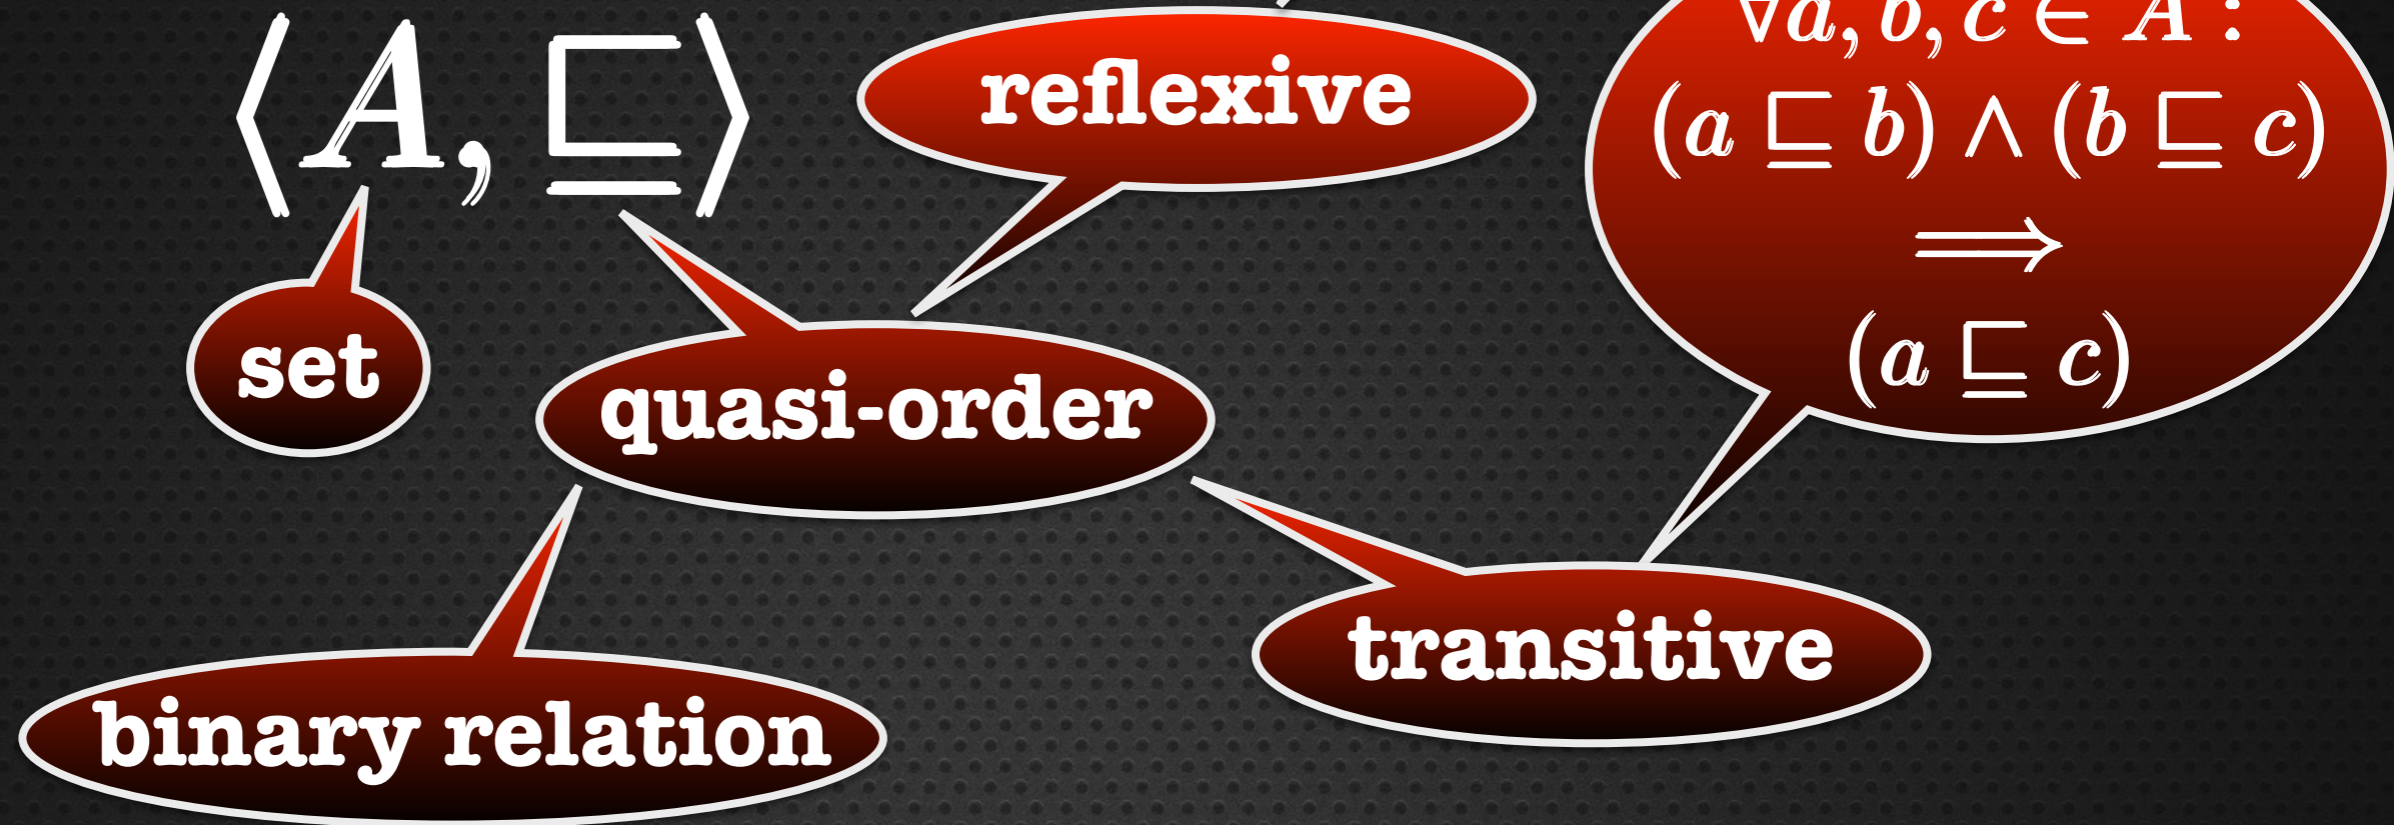 ⟨A, ⊑⟩
reflexive
∀a, b, c ∈ A :
(a ⊑ b) ∧ (b ⊑ c)
⟹
(a ⊑ c)
set
quasi-order
transitive
binary relation